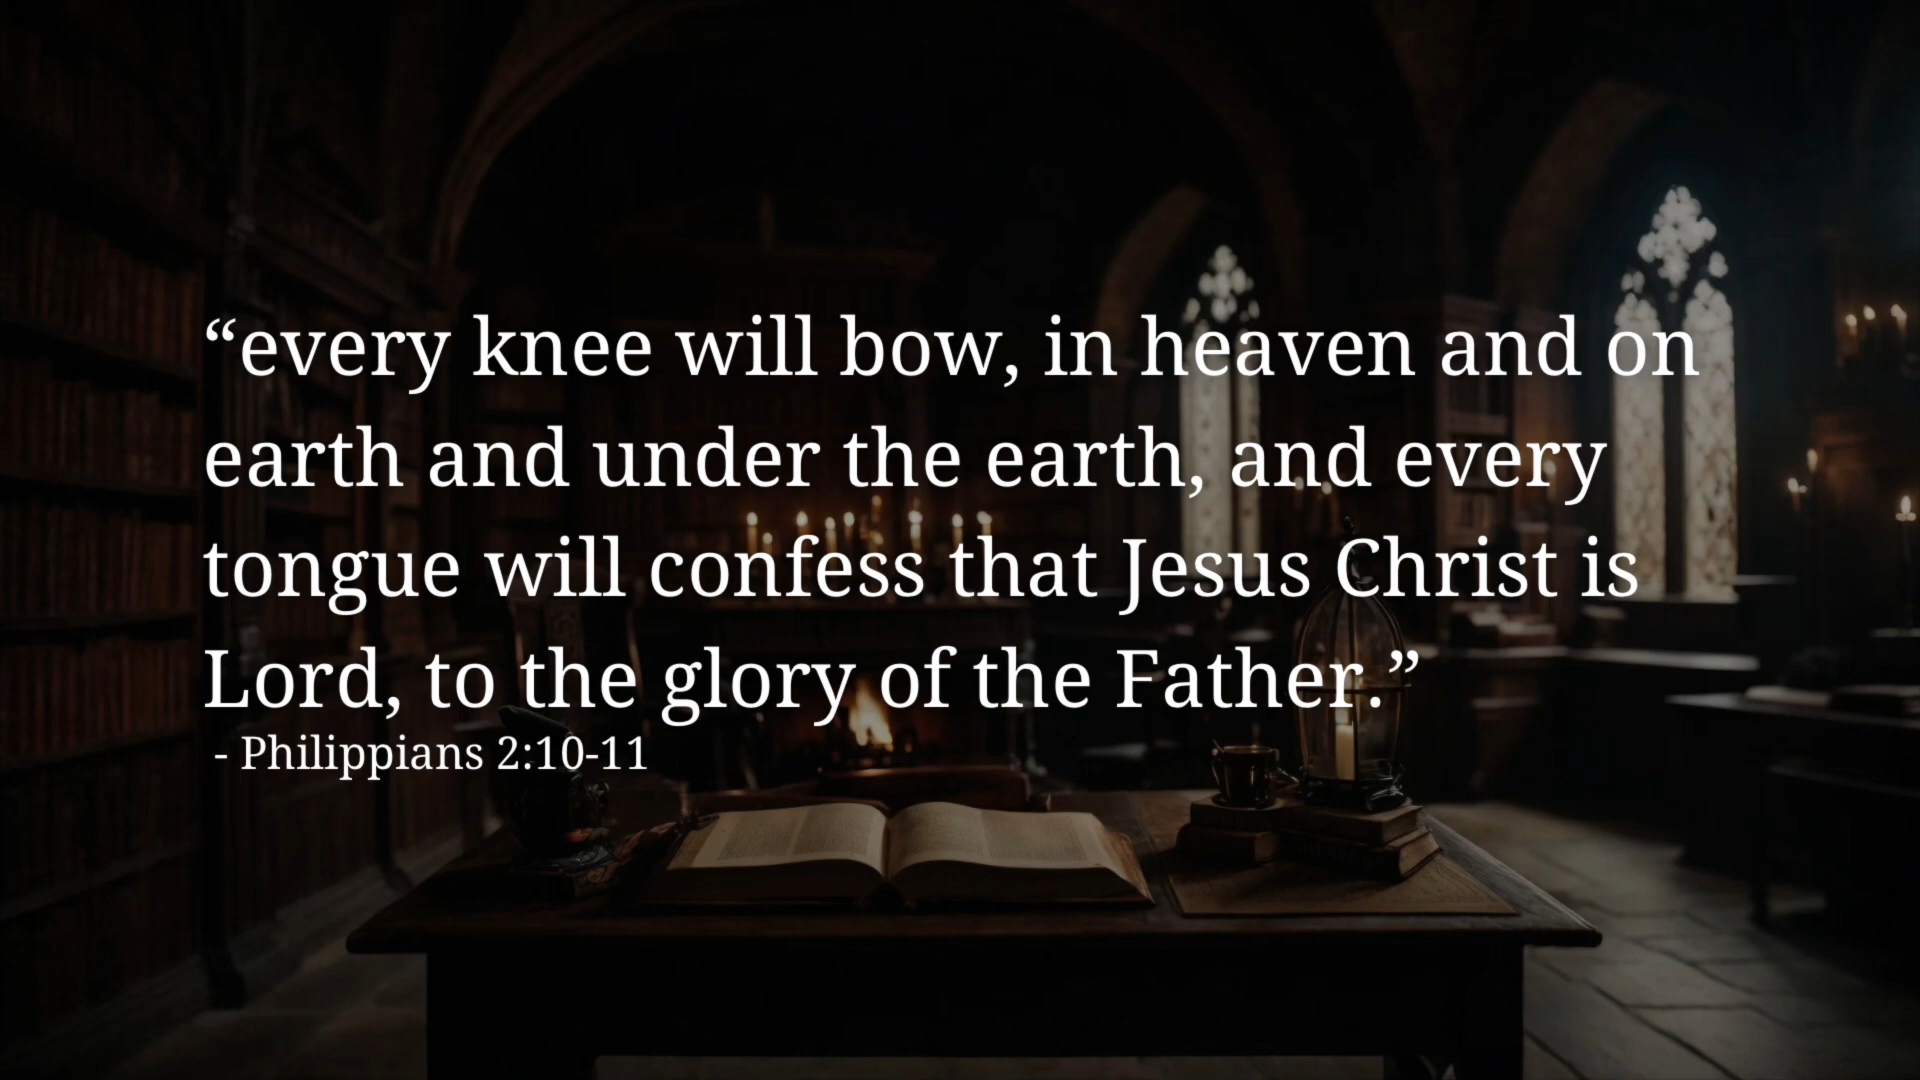 “every knee will bow, in heaven and on
earth and under the earth, and every
tongue will confess that Jesus Christ is
Lord, to the glory of the Father.”
- Philippians 2:10-11